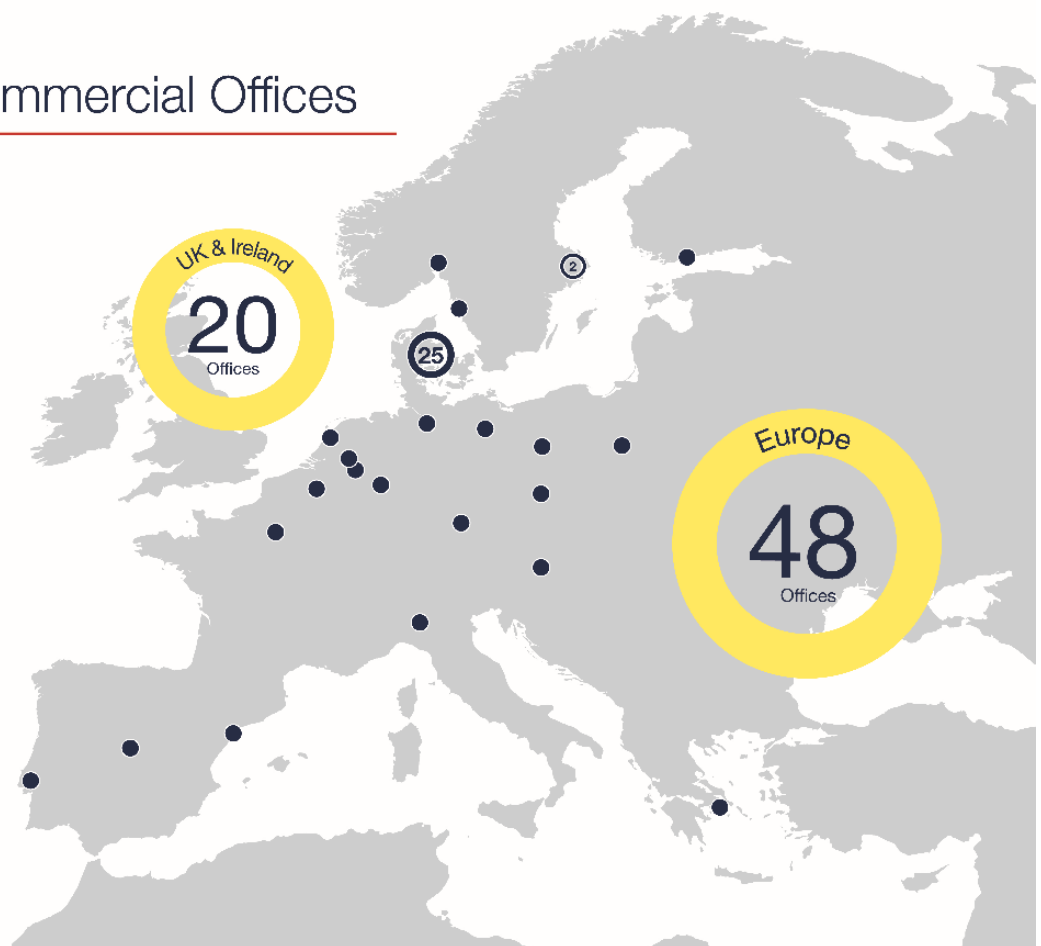 mmercial Offices
UK & Ireland
20
Offices
2
25
Europe
48
Offices